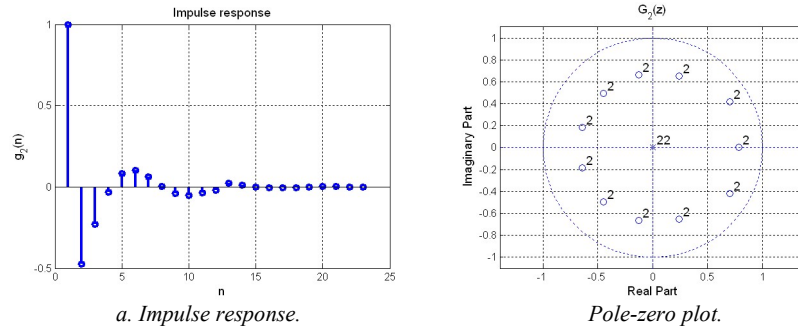 Impulse response
1
0.5
0
-0.5
g2(n)
0 5 10 15 20 25
n
a. Impulse response.
G2(z)
1
0.8
0.6
0.4
0.2
0
-0.2
-0.4
-0.6
-0.8
-1
Imaginary Part
2 2
2 2
2
22 2
2
2 2
2 2
-1 -0.5 0 0.5 1
Real Part
Pole-zero plot.